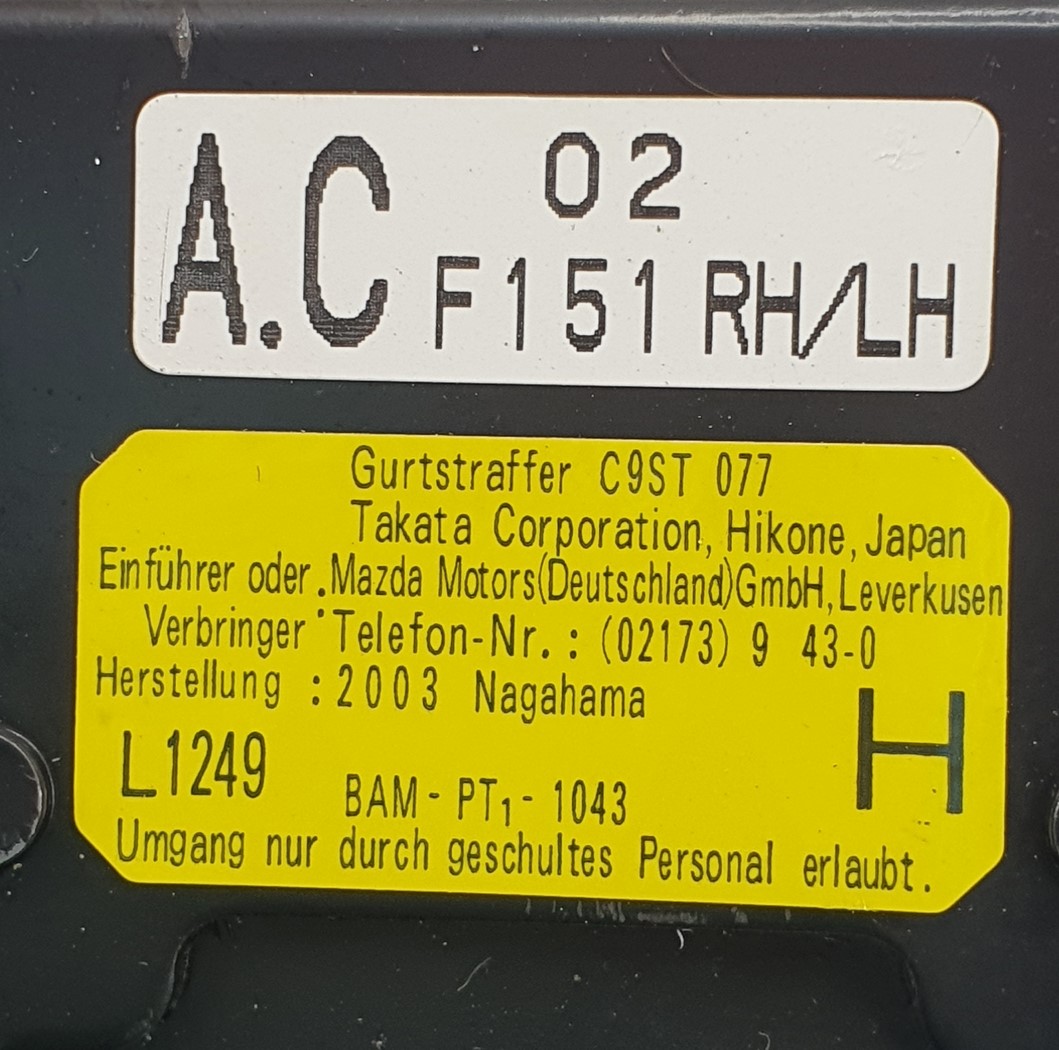 A.C 02
F151 RH/LH
Gurtstraffer C9ST 077
Takata Corporation, Hikone, Japan
Einführer oder . Mazda Motors(Deutschland)GmbH, Leverkusen
Verbringer ˙ Telefon-Nr. : (02173) 9 43-0
Herstellung : 2003 Nagahama
H
L1249
BAM - PT₁ - 1043
Umgang nur durch geschultes Personal erlaubt.